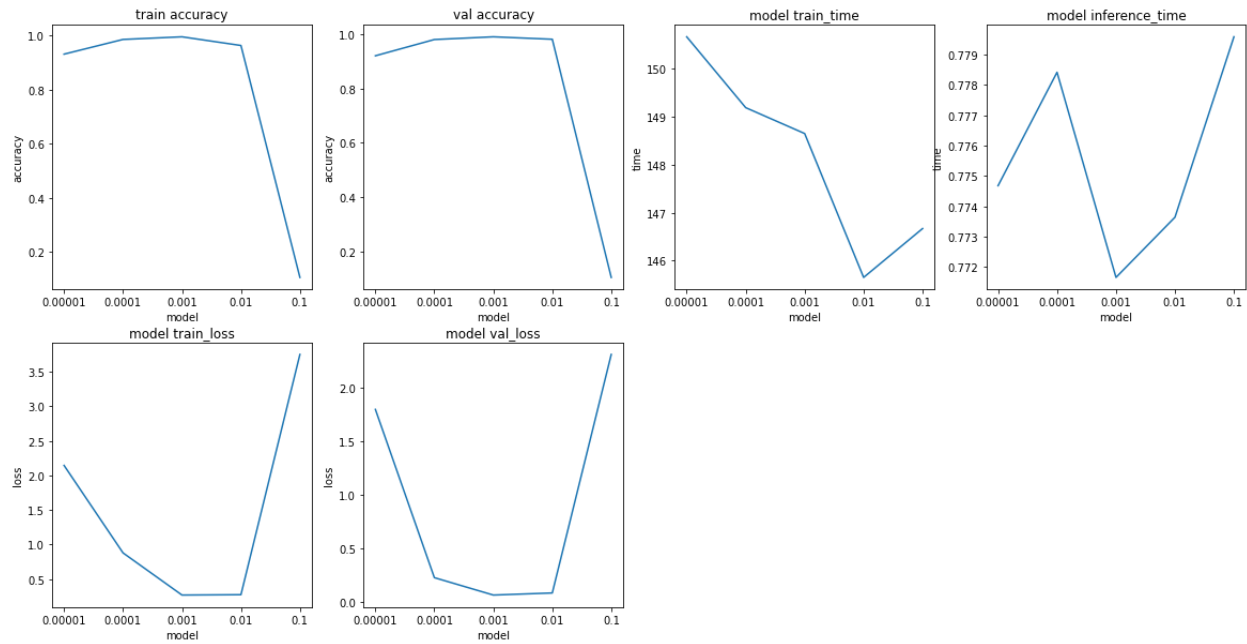 train accuracy
accuracy
1.0
0.8
0.6
0.4
0.2
0.00001 0.0001 0.001 0.01 0.1
model
val accuracy
accuracy
1.0
0.8
0.6
0.4
0.2
0.00001 0.0001 0.001 0.01 0.1
model
model train_time
time
150
149
148
147
146
0.00001 0.0001 0.001 0.01 0.1
model
model inference_time
time
0.779
0.778
0.777
0.776
0.775
0.774
0.773
0.772
0.00001 0.0001 0.001 0.01 0.1
model
model train_loss
loss
3.5
3.0
2.5
2.0
1.5
1.0
0.5
0.00001 0.0001 0.001 0.01 0.1
model
model val_loss
loss
2.0
1.5
1.0
0.5
0.0
0.00001 0.0001 0.001 0.01 0.1
model